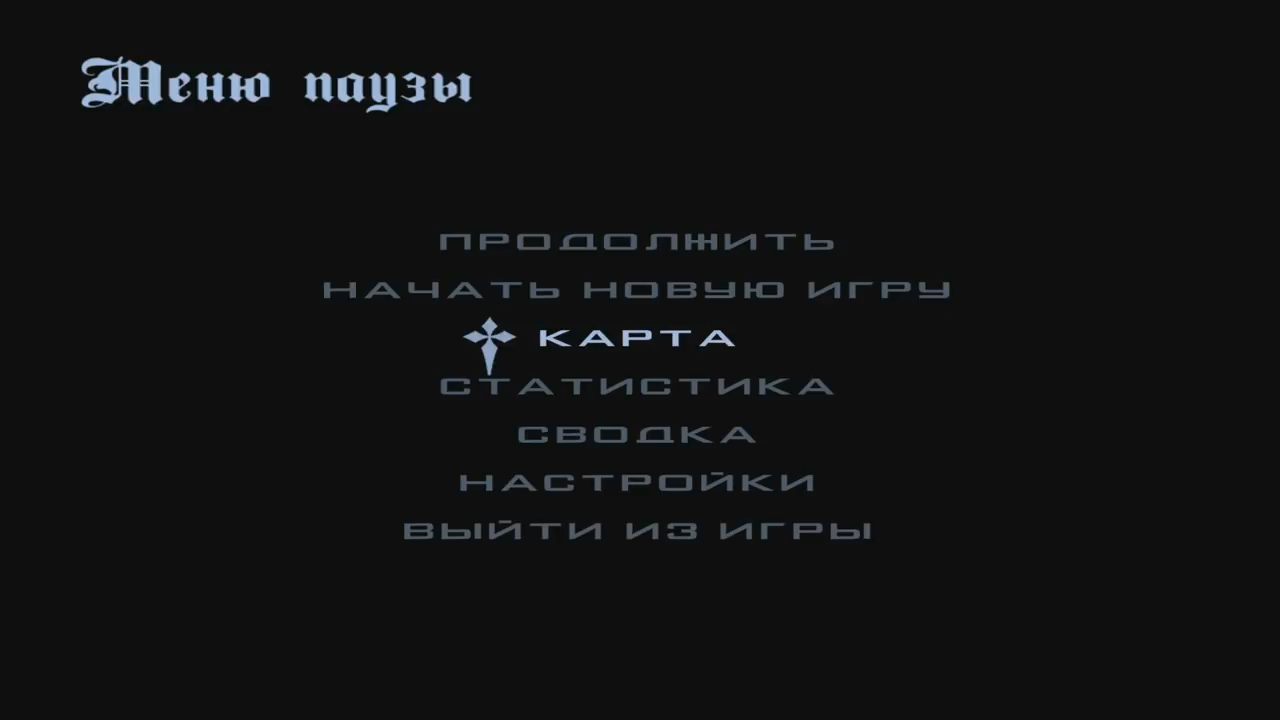 Меню паузы
ПРОДОЛЖИТЬ
НАЧАТЬ НОВУЮ ИГРУ
КАРТА
СТАТИСТИКА
СВОДКА
НАСТРОЙКИ
ВЫЙТИ ИЗ ИГРЫ